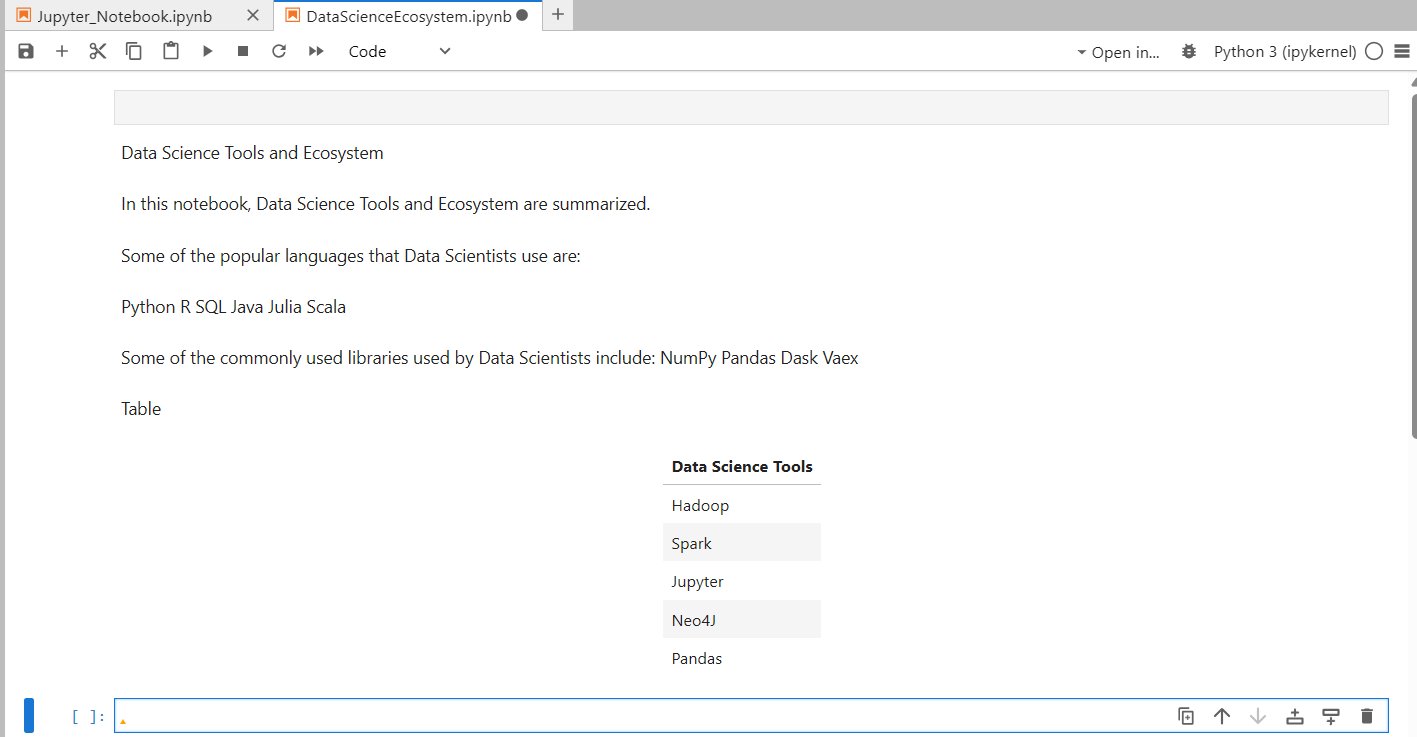 Jupyter_Notebook.ipynb DataScienceEcosystem.ipynb
Code Open in... Python 3 (ipykernel)
Data Science Tools and Ecosystem
In this notebook, Data Science Tools and Ecosystem are summarized.
Some of the popular languages that Data Scientists use are:
Python R SQL Java Julia Scala
Some of the commonly used libraries used by Data Scientists include: NumPy Pandas Dask Vaex
Table
Data Science Tools
Hadoop
Spark
Jupyter
Neo4J
Pandas
[ ]: